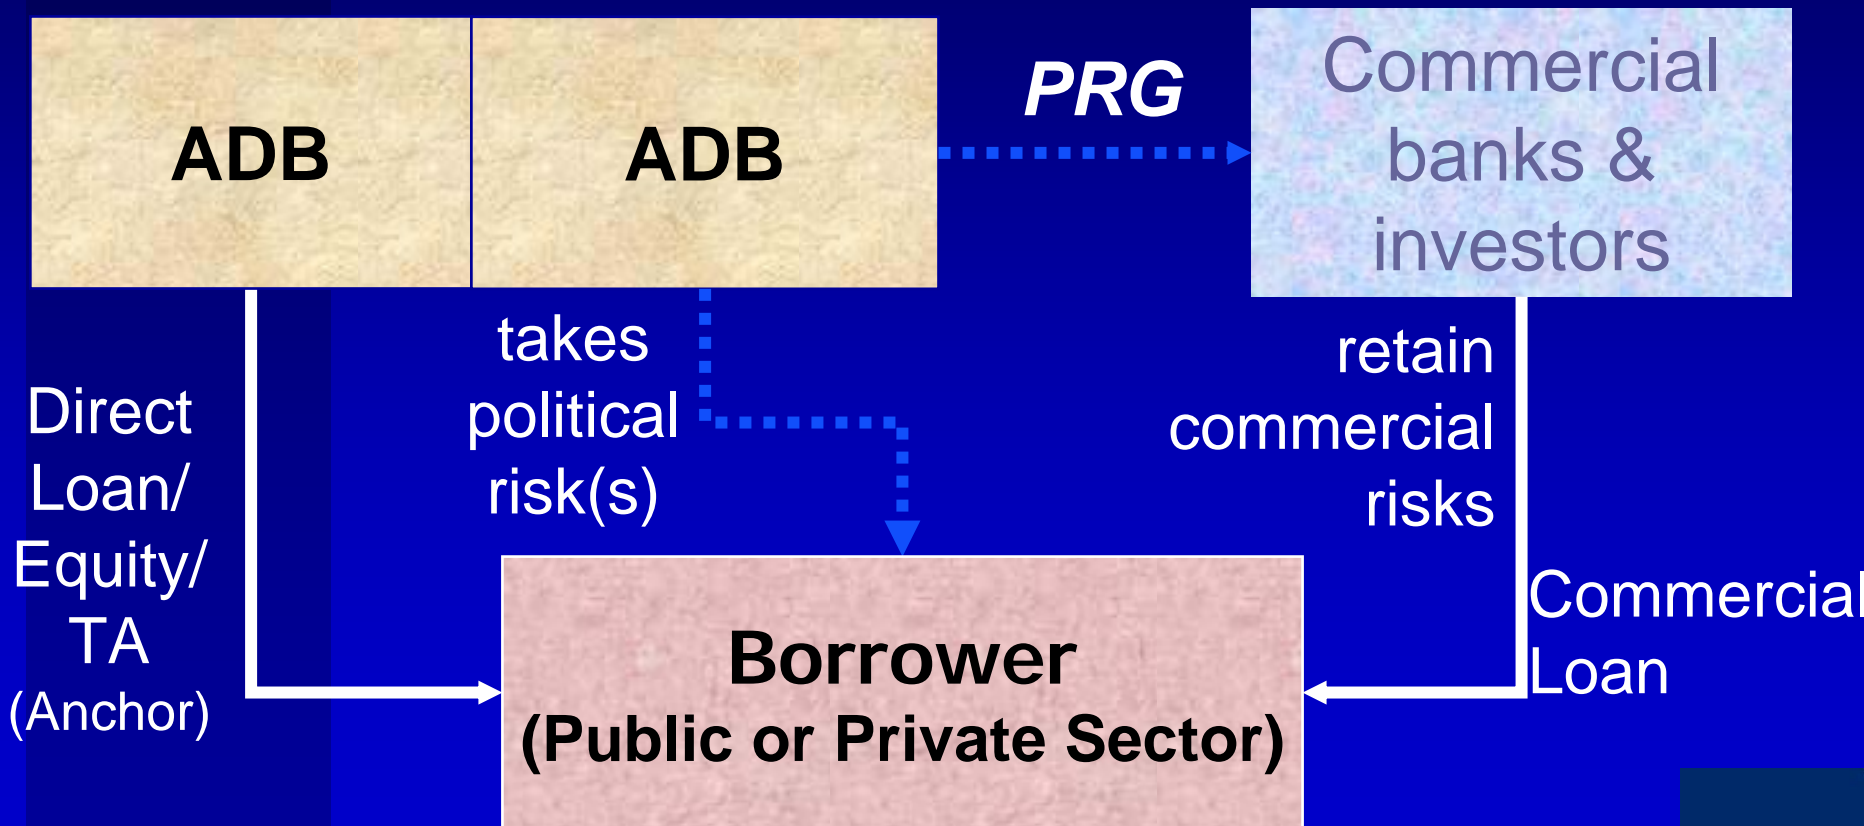 ADB
ADB
PRG
Commercial
banks &
investors
takes
political
risk(s)
retain
commercial
risks
Direct
Loan/
Equity/
TA
(Anchor)
Commercial
Loan
Borrower
(Public or Private Sector)